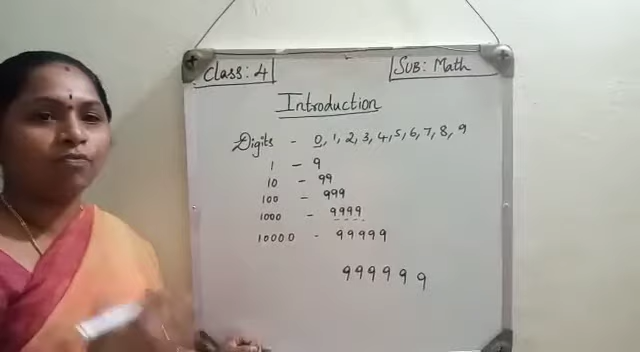 Class: 4
SUB: Math
Introduction
Digits - 0, 1, 2, 3, 4, 5, 6, 7, 8, 9
1 - 9
10 - 99
100 - 999
1000 - 9999
10000 - 99999
999999